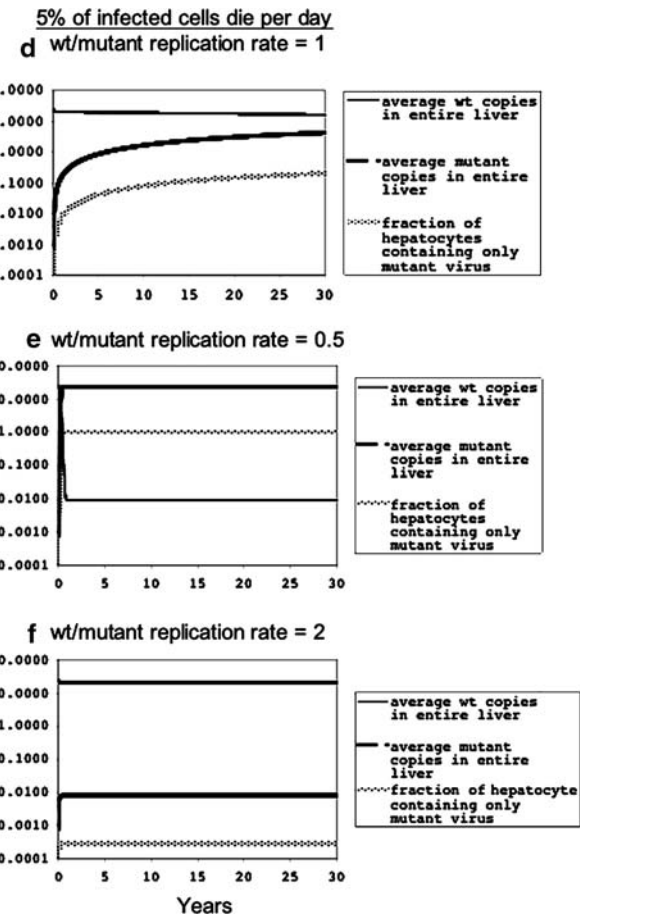 5% of infected cells die per day
d wt/mutant replication rate = 1
.0000
.0000
.0000
.1000
.0100
.0010
.0001
0 5 10 15 20 25 30
average wt copies
in entire liver
average mutant
copies in entire
liver
fraction of
hepatocytes
containing only
mutant virus
e wt/mutant replication rate = 0.5
0.0000
0.0000
1.0000
0.1000
0.0100
0.0010
0.0001
0 5 10 15 20 25 30
average wt copies
in entire liver
average mutant
copies in entire
liver
fraction of
hepatocytes
containing only
mutant virus
f wt/mutant replication rate = 2
0.0000
0.0000
1.0000
0.1000
0.0100
0.0010
0.0001
0 5 10 15 20 25 30
Years
average wt copies
in entire liver
average mutant
copies in entire
liver
fraction of hepatocyte
containing only
mutant virus